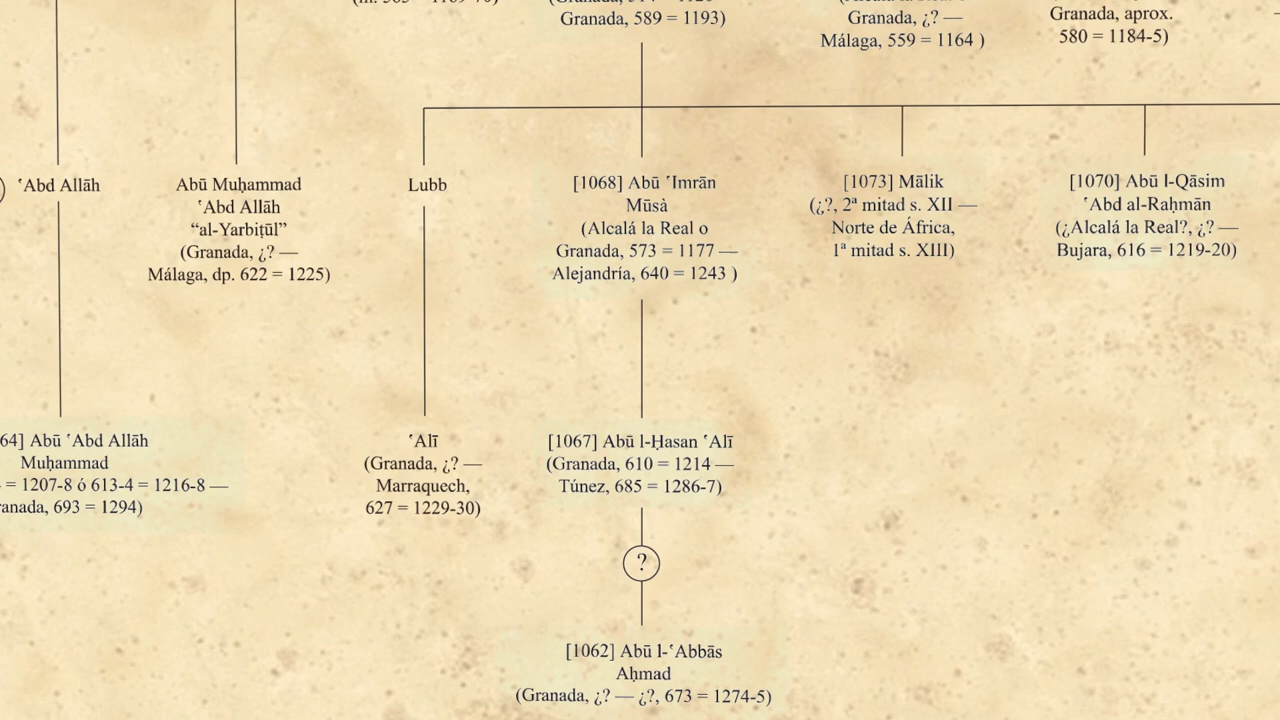 Granada, 589 = 1193)
Granada, ¿? —
Málaga, 559 = 1164 )
Granada, aprox.
580 = 1184-5)
ʿAbd Allāh
Abū Muḥammad
ʿAbd Allāh
“al-Yarbiṭūl”
(Granada, ¿? —
Málaga, dp. 622 = 1225)
Lubb
[1068] Abū ʿImrān
Mūsà
(Alcalá la Real o
Granada, 573 = 1177 —
Alejandría, 640 = 1243 )
[1073] Mālik
(¿?, 2ª mitad s. XII —
Norte de África,
1ª mitad s. XIII)
[1070] Abū l-Qāsim
ʿAbd al-Raḥmān
(¿Alcalá la Real?, ¿? —
Bujara, 616 = 1219-20)
64] Abū ʿAbd Allāh
Muḥammad
= 1207-8 ó 613-4 = 1216-8 —
ranada, 693 = 1294)
ʿAlī
(Granada, ¿? —
Marraquech,
627 = 1229-30)
[1067] Abū l-Ḥasan ʿAlī
(Granada, 610 = 1214 —
Túnez, 685 = 1286-7)
?
[1062] Abū l-ʿAbbās
Aḥmad
(Granada, ¿? — ¿?, 673 = 1274-5)